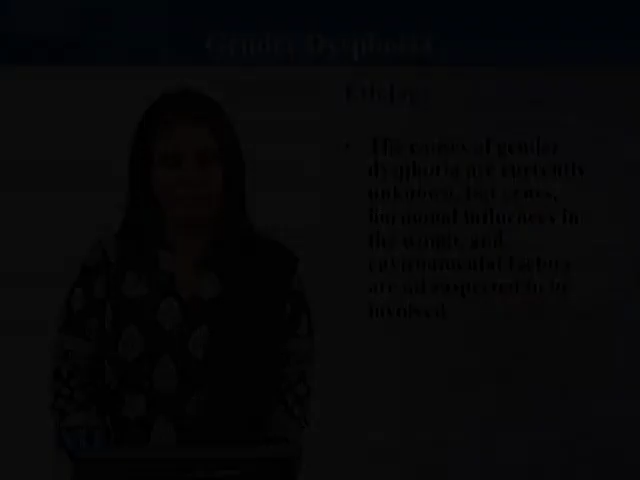 Gender Dysphoria
Etiology
• The causes of gender
dysphoria are currently
unknown, but genes,
hormonal influences in
the womb, and
environmental factors
are all suspected to be
involved.